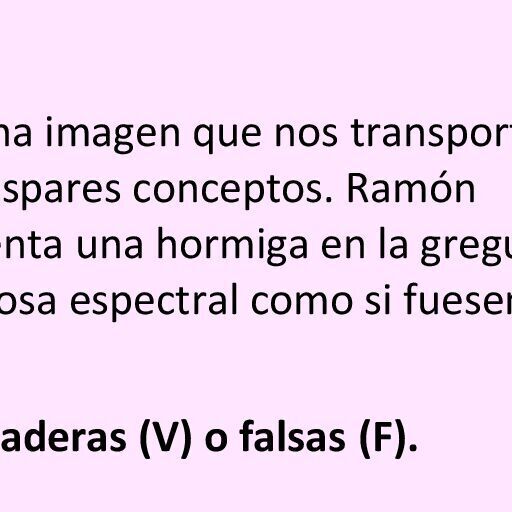 na imagen que nos transport
spares conceptos. Ramón
enta una hormiga en la gregu
osa espectral como si fuesen
aderas (V) o falsas (F).